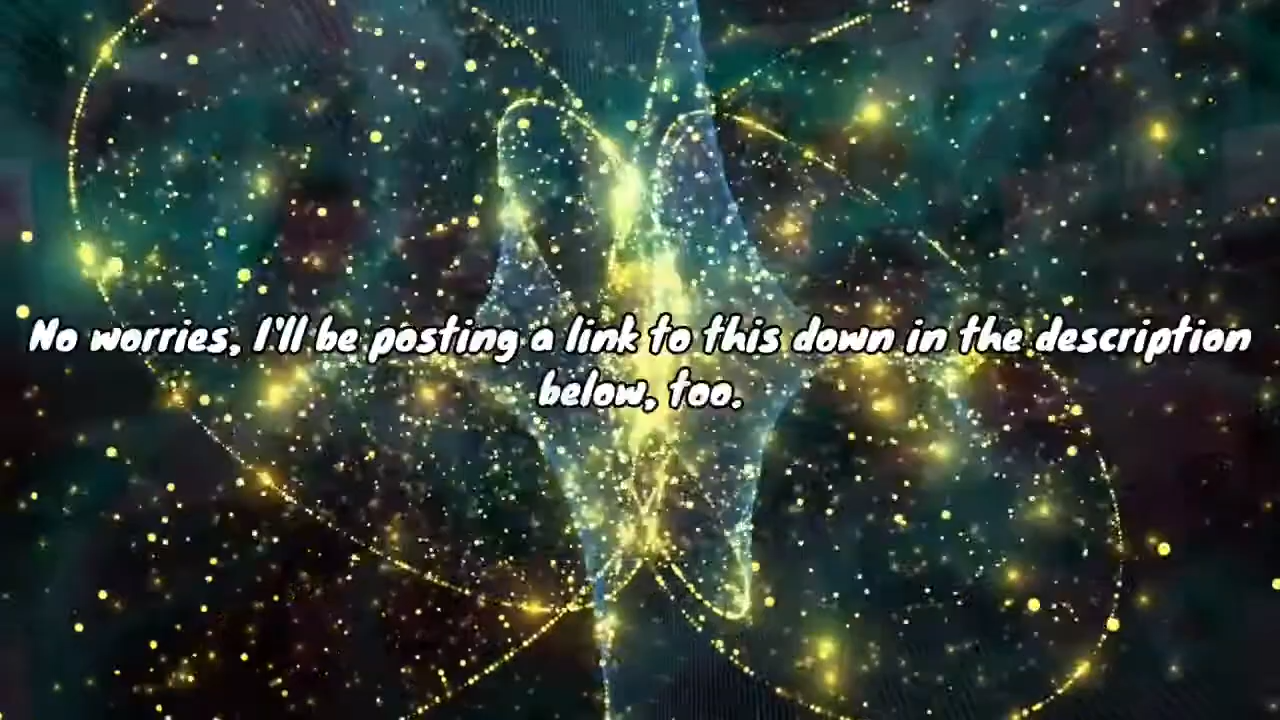 No worries, I'll be posting a link to this down in the description
below, too.